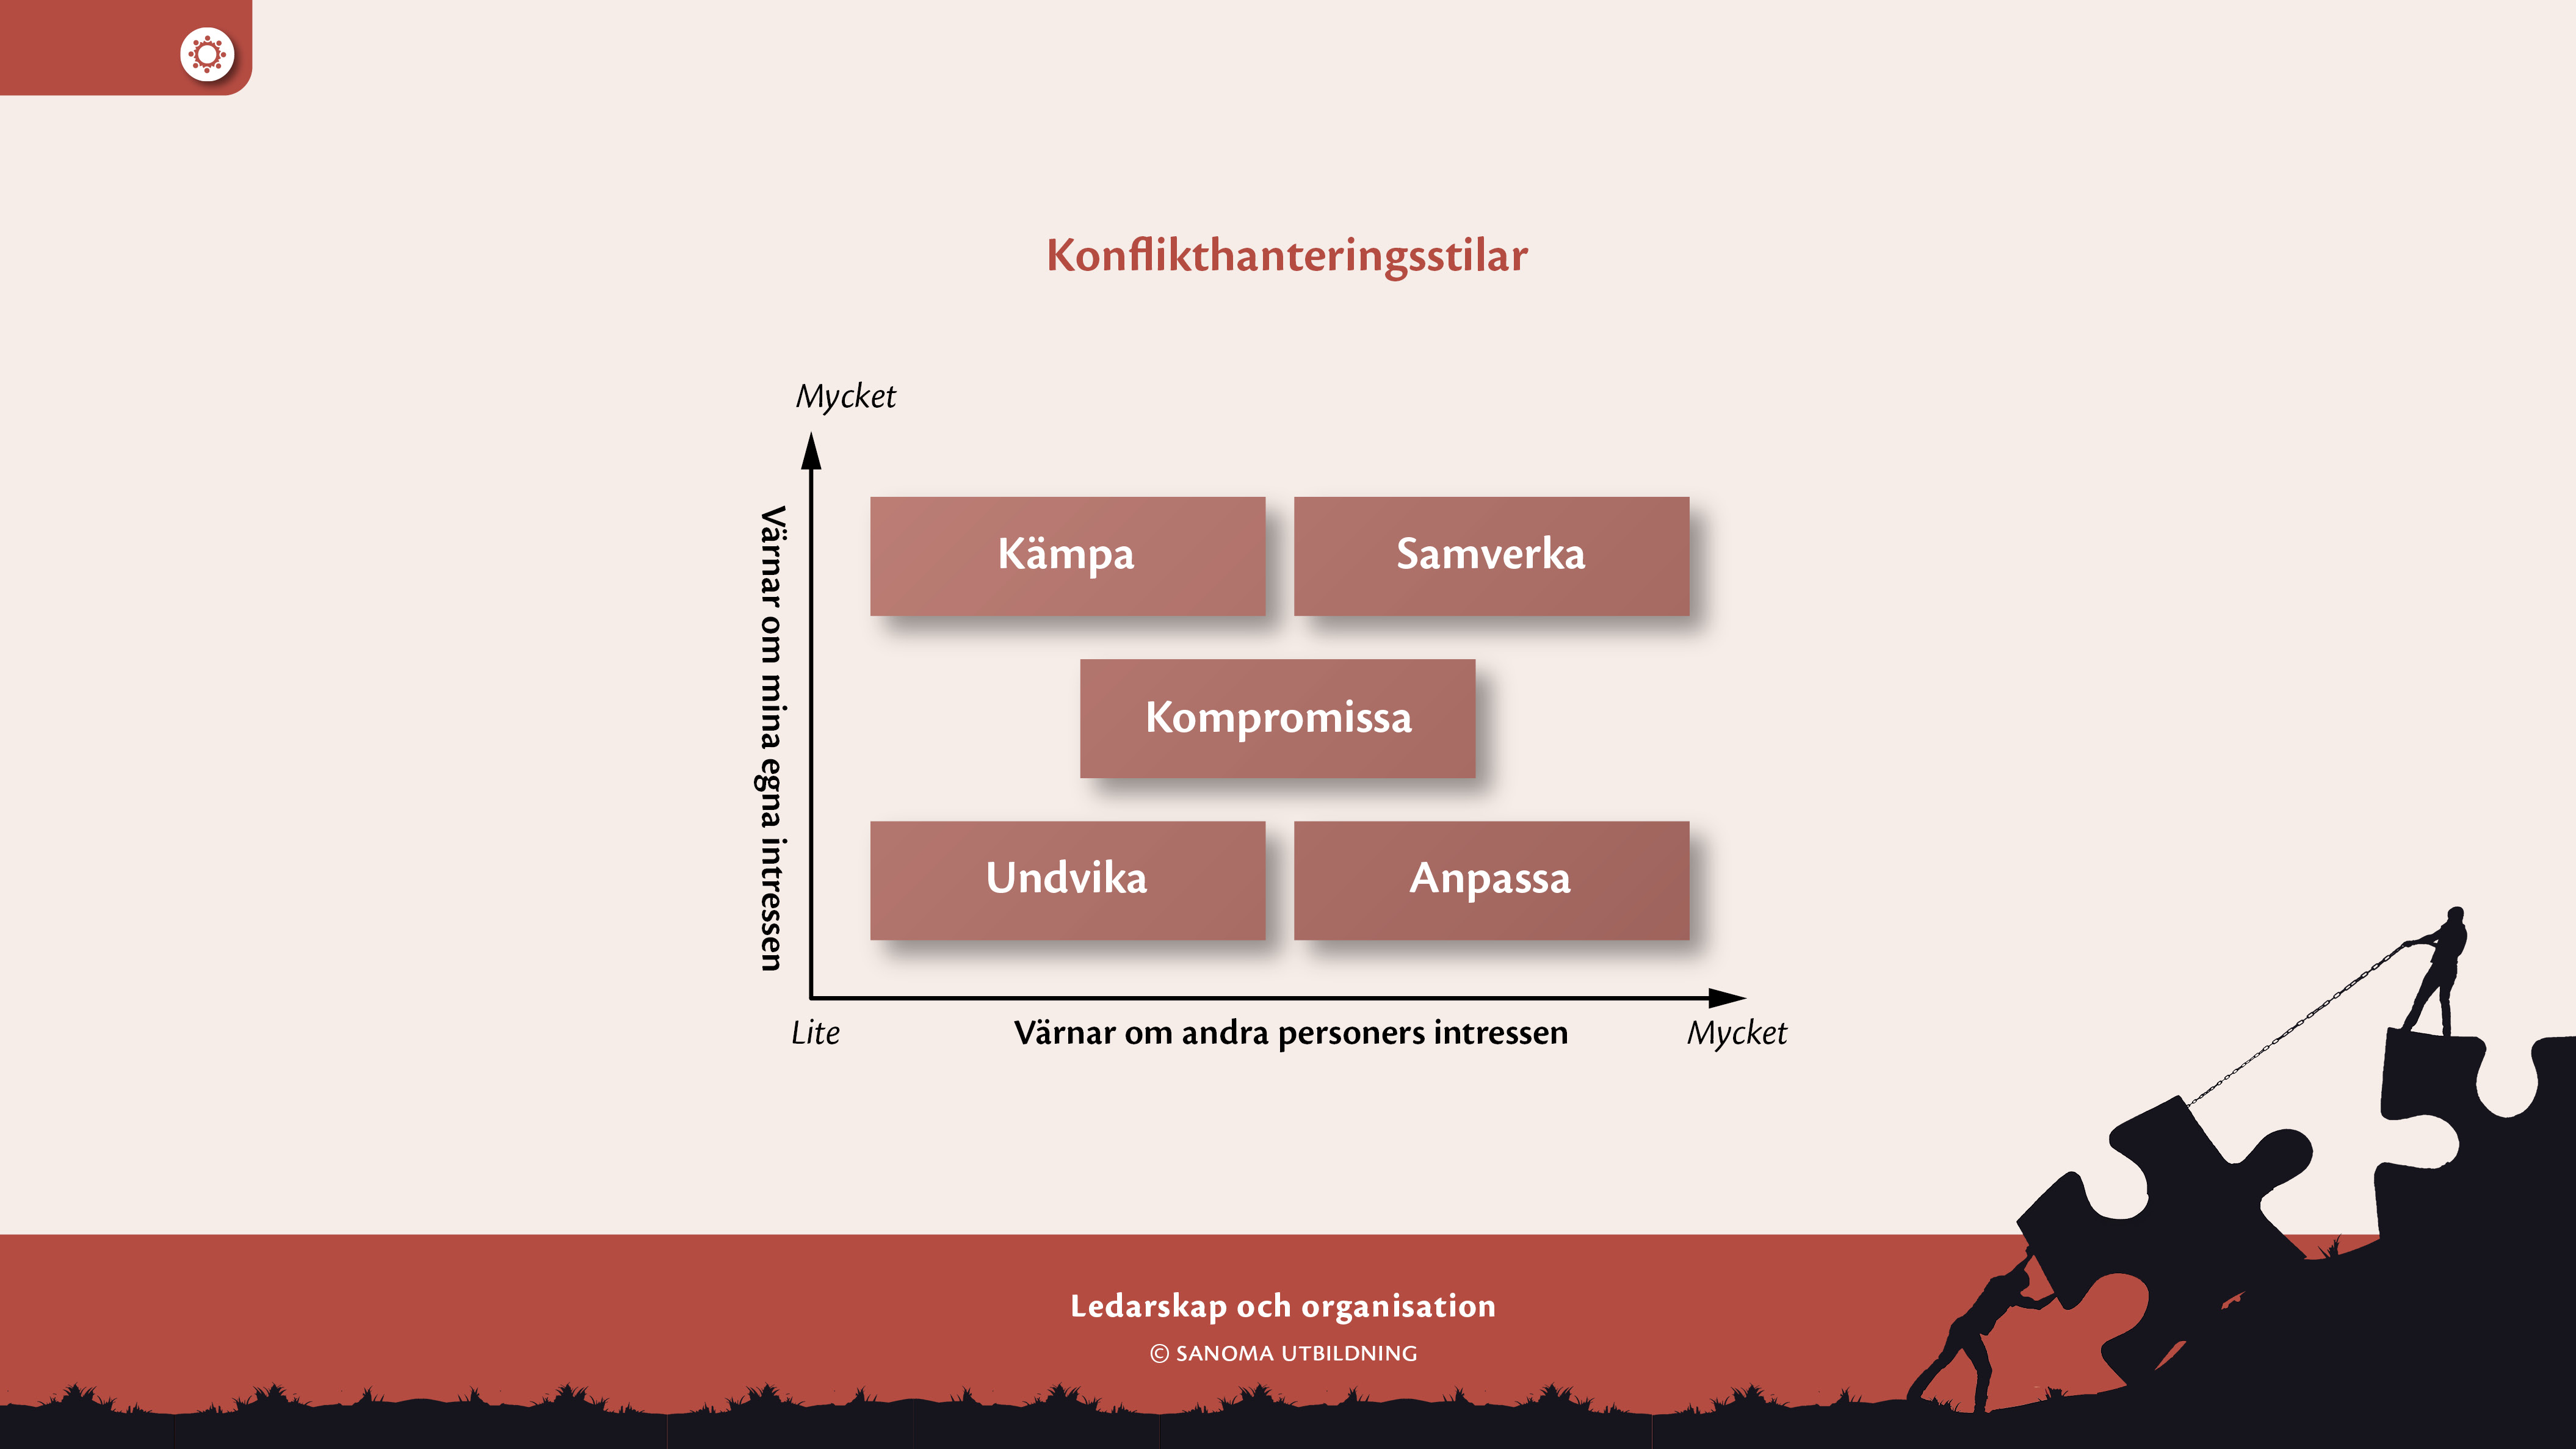 Konflikthanteringsstilar
Mycket
Värnar om mina egna intressen
Kämpa
Samverka
Kompromissa
Undvika
Anpassa
Lite
Värnar om andra personers intressen
Mycket
Ledarskap och organisation
© SANOMA UTBILDNING